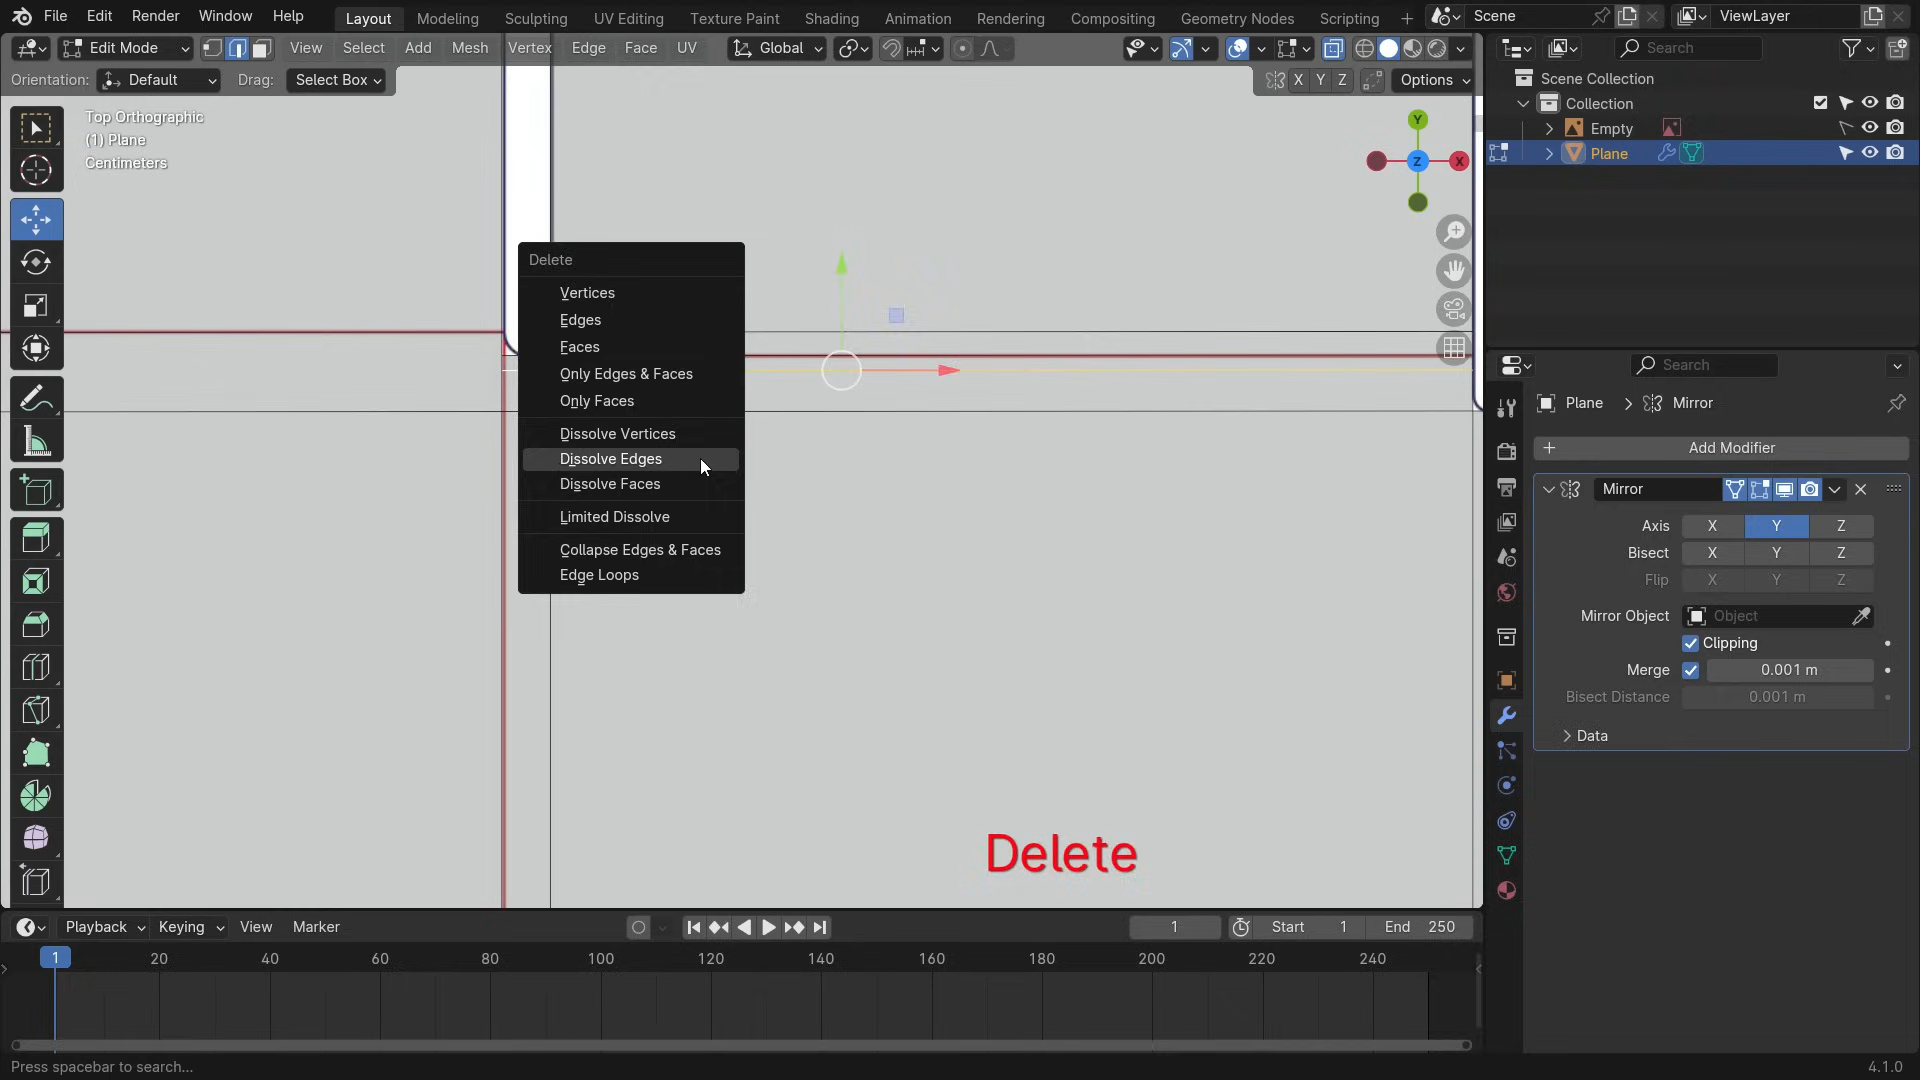 File Edit Render Window Help Layout Modeling Sculpting UV Editing Texture Paint Shading Animation Rendering Compositing Geometry Nodes Scripting + Scene ViewLayer
Edit Mode View Select Add Mesh Vertex Edge Face UV Global Search
Orientation: Default Drag: Select Box X Y Z Options
Scene Collection
Collection
Empty
Plane
Top Orthographic
(1) Plane
Centimeters
Y
Z
X
Delete
Vertices
Edges
Faces
Only Edges & Faces
Only Faces
Dissolve Vertices
Dissolve Edges
Dissolve Faces
Limited Dissolve
Collapse Edges & Faces
Edge Loops
Delete
Search
Plane > Mirror
+ Add Modifier
Mirror
Axis X Y Z
Bisect X Y Z
Flip X Y Z
Mirror Object Object
Clipping
Merge 0.001 m
Bisect Distance 0.001 m
Data
Playback Keying View Marker 1 Start 1 End 250
1 20 40 60 80 100 120 140 160 180 200 220 240
Press spacebar to search...
4.1.0